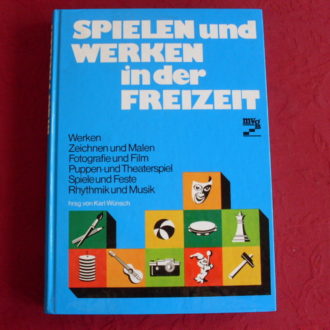 SPIELEN und
WERKEN
in der
FREIZEIT
mvg
Werken
Zeichnen und Malen
Fotografie und Film
Puppen- und Theaterspiel
Spiele und Feste
Rhythmik und Musik
hrsg von Karl Wünsch